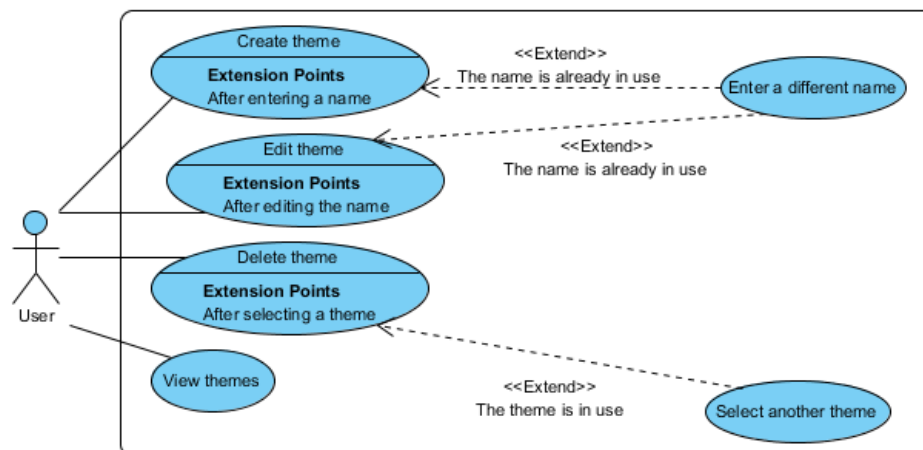 Create theme
Extension Points
After entering a name
<<Extend>>
The name is already in use
Enter a different name
Edit theme
Extension Points
After editing the name
<<Extend>>
The name is already in use
Delete theme
Extension Points
After selecting a theme
User
View themes
<<Extend>>
The theme is in use
Select another theme